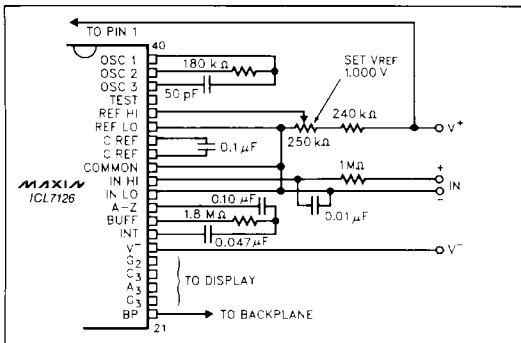 TO PIN 1
40
OSC 1
OSC 2
OSC 3
TEST
REF HI
REF LO
C REF
C REF
COMMON
IN HI
IN LO
A-Z
BUFF
INT
V⁻
G2
C3
A3
G3
BP
21
MAXIM
ICL7126
180 kΩ
50 pF
SET VREF
1.000 V
250 kΩ
240 kΩ
V⁺
0.1 µF
1MΩ
+
IN
−
0.01 µF
0.10 µF
1.8 MΩ
0.047 µF
V⁻
TO DISPLAY
TO BACKPLANE